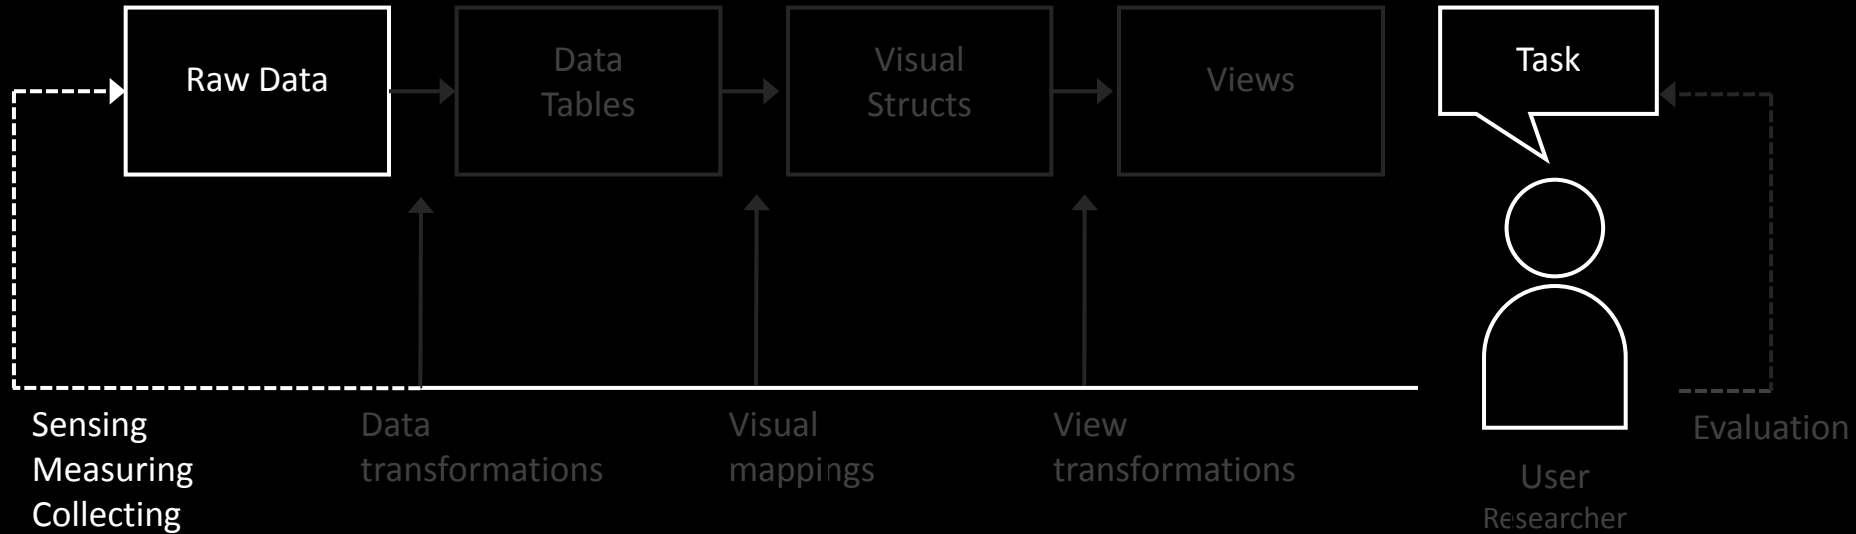 Raw Data
Data
Tables
Visual
Structs
Views
Task
Sensing
Measuring
Collecting
Data
transformations
Visual
mappings
View
transformations
User
Researcher
Evaluation